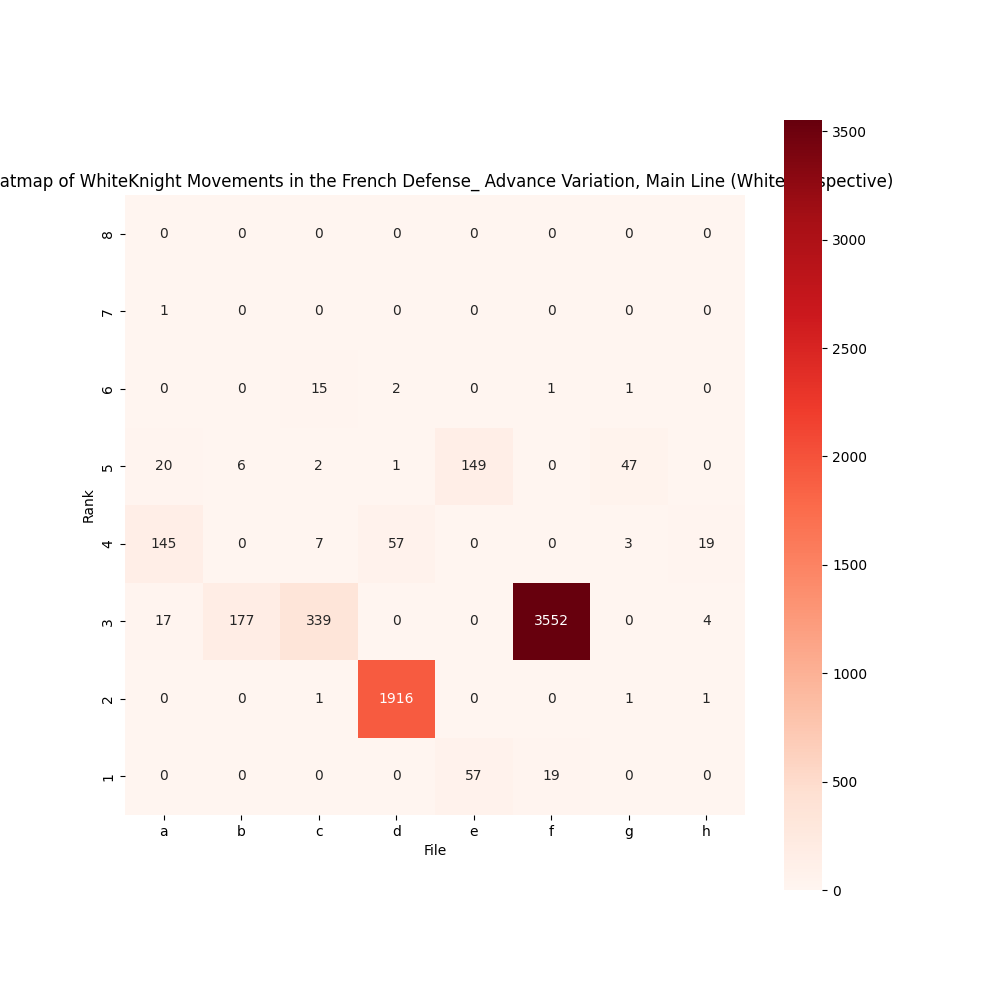 atmap of WhiteKnight Movements in the French Defense_ Advance Variation, Main Line (White spective)
3500
3000
2500
2000
1500
1000
500
0
8 0 0 0 0 0 0 0 0
7 1 0 0 0 0 0 0 0
6 0 0 15 2 0 1 1 0
5 20 6 2 1 149 0 47 0
4 145 0 7 57 0 0 3 19
3 17 177 339 0 0 3552 0 4
2 0 0 1 1916 0 0 1 1
1 0 0 0 0 57 19 0 0
a b c d e f g h
Rank
File